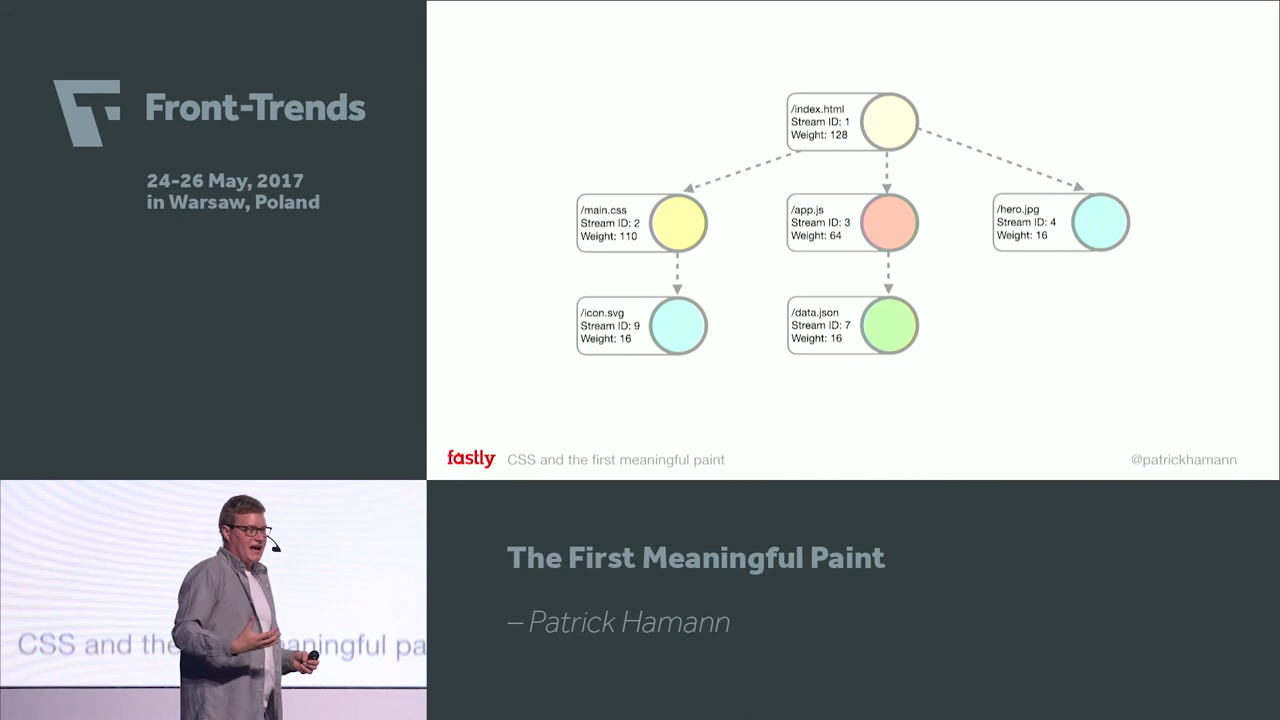 Front-Trends
24-26 May, 2017
in Warsaw, Poland
/index.html
Stream ID: 1
Weight: 128
/main.css
Stream ID: 2
Weight: 110
/app.js
Stream ID: 3
Weight: 64
/hero.jpg
Stream ID: 4
Weight: 16
/icon.svg
Stream ID: 9
Weight: 16
/data.json
Stream ID: 7
Weight: 16
fastly
CSS and the first meaningful paint
@patrickhamann
CSS and the meaningful pa
The First Meaningful Paint
– Patrick Hamann